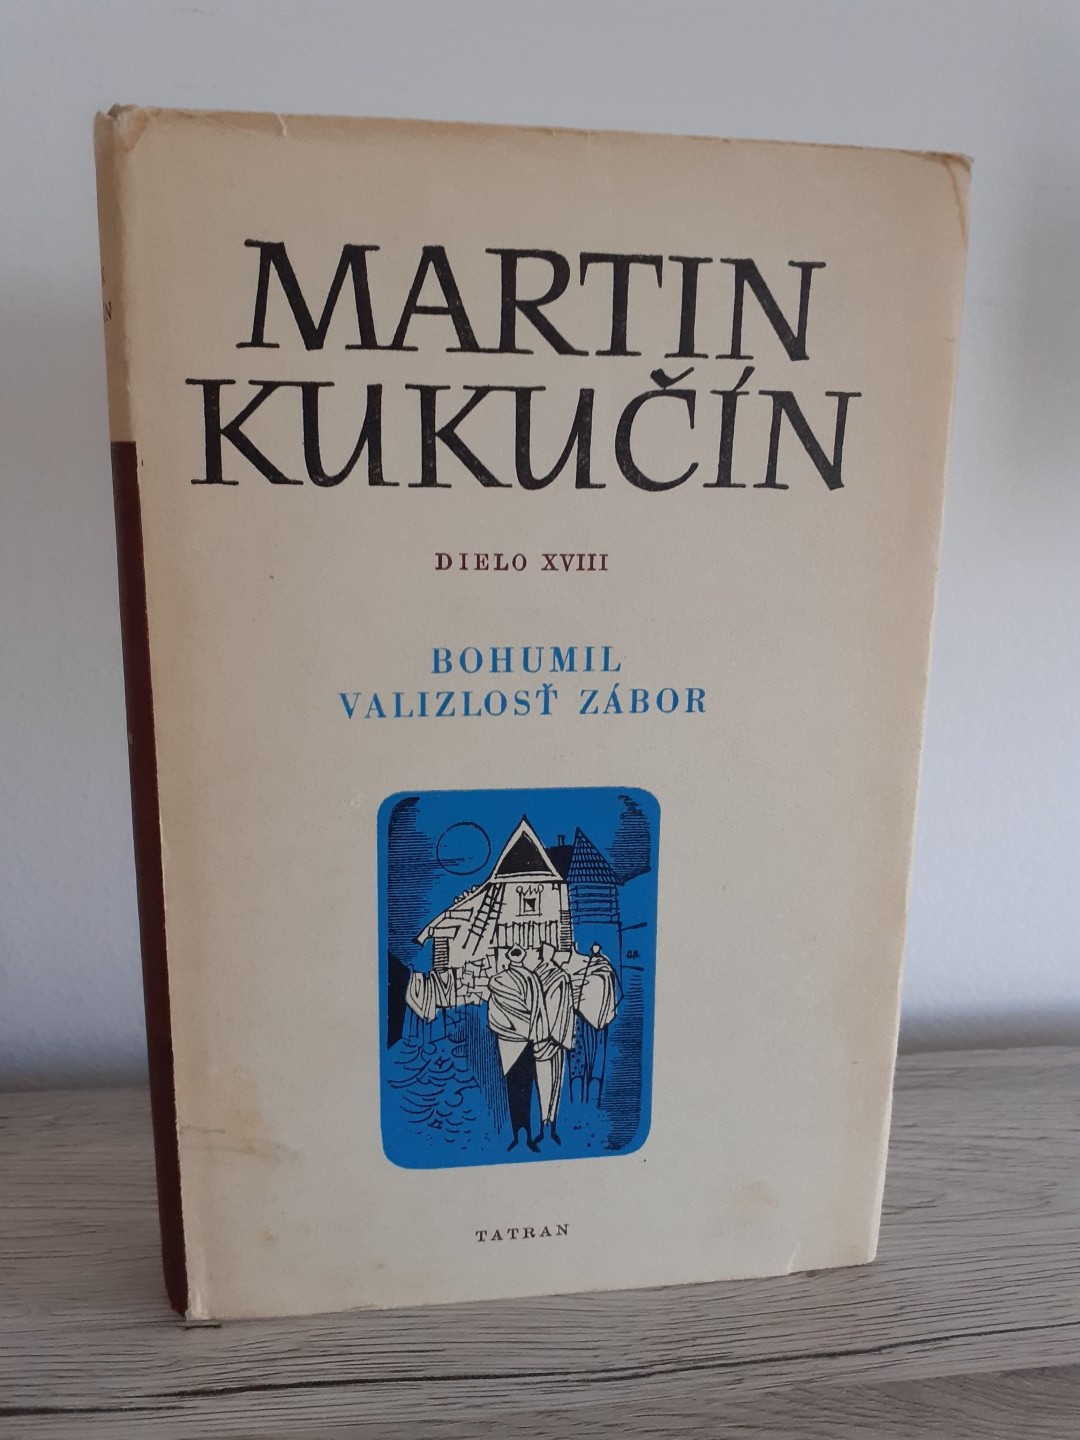 MARTIN
KUKUČÍN
DIELO XVIII
BOHUMIL
VALIZLOSŤ ZÁBOR
TATRAN